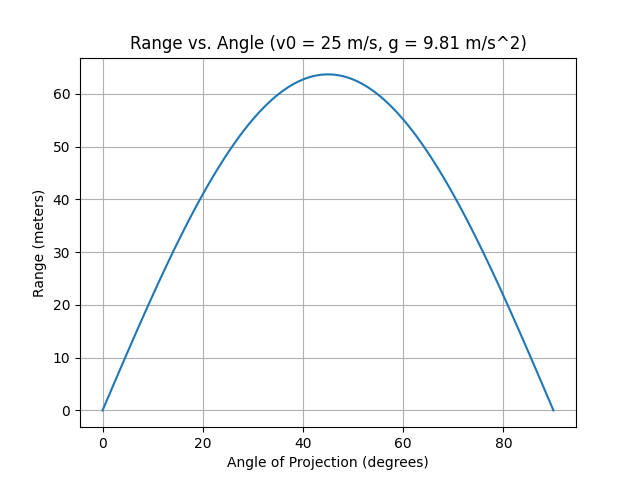 Range vs. Angle (v0 = 25 m/s, g = 9.81 m/s^2)
60
50
40
30
20
10
0
Range (meters)
0 20 40 60 80
Angle of Projection (degrees)